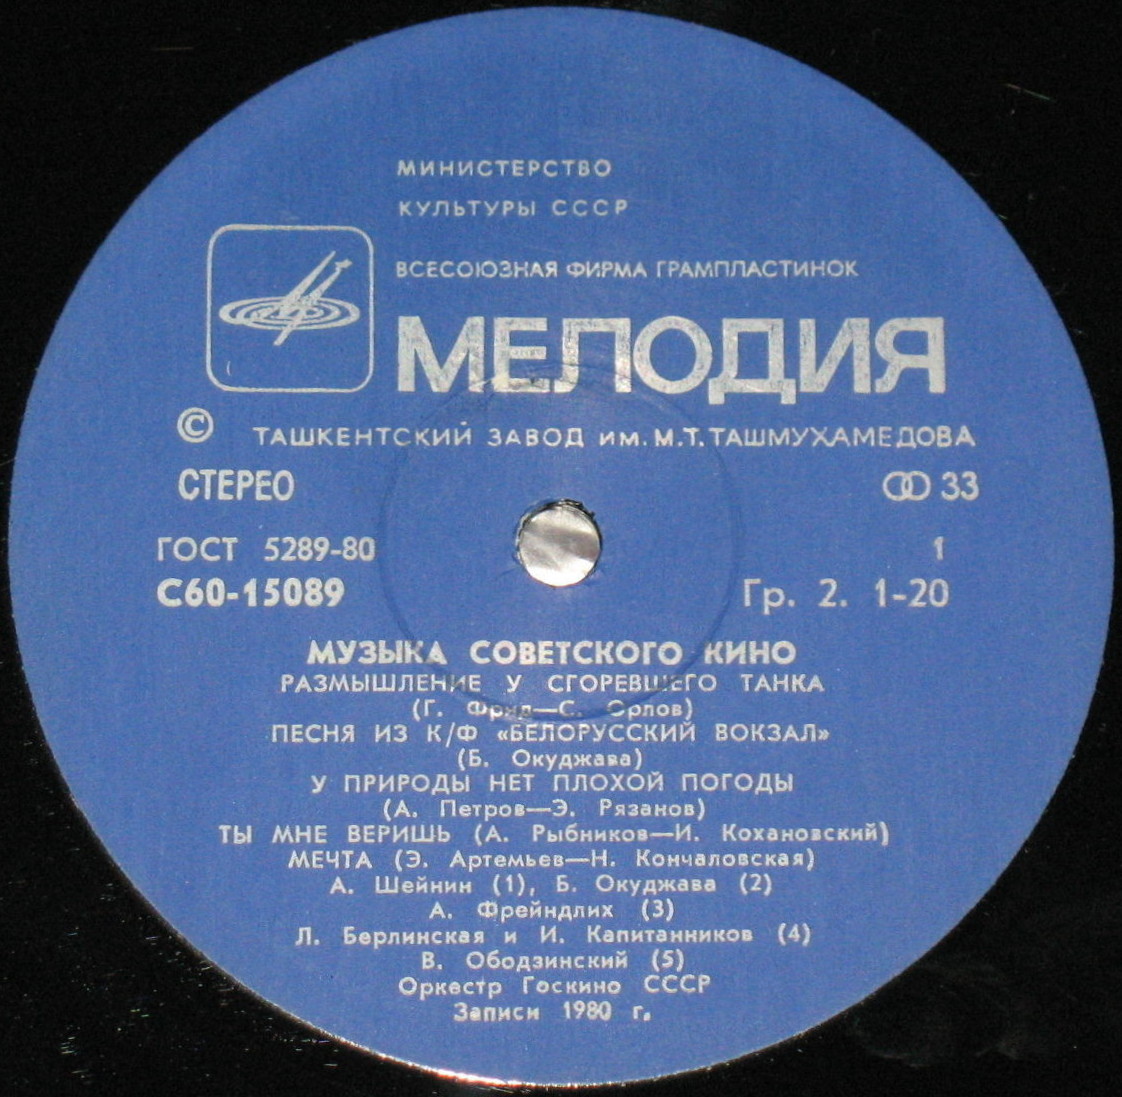 МИНИСТЕРСТВО
КУЛЬТУРЫ СССР
ВСЕСОЮЗНАЯ ФИРМА ГРАМПЛАСТИНОК
МЕЛОДИЯ
© ТАШКЕНТСКИЙ ЗАВОД ИМ. М.Т. ТАШМУХАМЕДОВА
СТЕРЕО 33
ГОСТ 5289-80 1
С60-15089 Гр. 2. 1-20
МУЗЫКА СОВЕТСКОГО КИНО
РАЗМЫШЛЕНИЕ У СГОРЕВШЕГО ТАНКА
(Г. Фрид—С. Орлов)
ПЕСНЯ ИЗ К/Ф «БЕЛОРУССКИЙ ВОКЗАЛ»
(Б. Окуджава)
У ПРИРОДЫ НЕТ ПЛОХОЙ ПОГОДЫ
(А. Петров—Э. Рязанов)
ТЫ МНЕ ВЕРИШЬ (А. Рыбников—И. Кохановский)
МЕЧТА (Э. Артемьев—Н. Кончаловская)
А. Шейнин (1), Б. Окуджава (2)
А. Фрейндлих (3)
Л. Берлинская и И. Капитанников (4)
В. Ободзинский (5)
Оркестр Госкино СССР
Записи 1980 г.